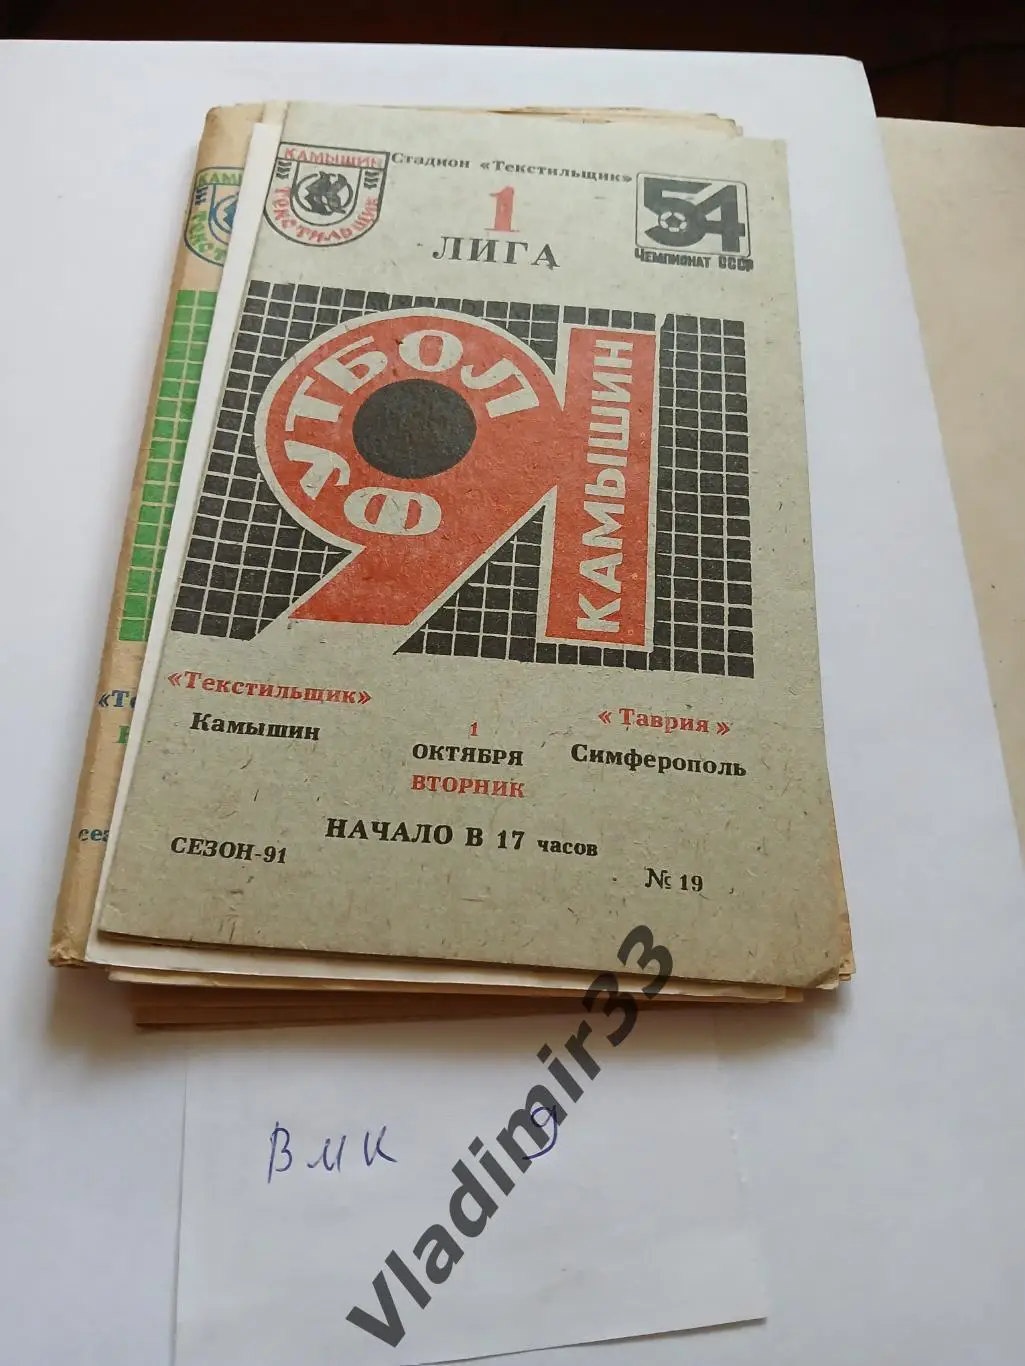 КАМЫШИН
ТЕКСТИЛЬЩИК
Стадион «Текстильщик»
1
ЛИГА
54
ЧЕМПИОНАТ СССР
ФУТБОЛ
91
КАМЫШИН
«Текстильщик»
Камышин
1
ОКТЯБРЯ
ВТОРНИК
« Таврия »
Симферополь
НАЧАЛО В 17 часов
СЕЗОН-91
№ 19
ВМК 9
Vladimir33